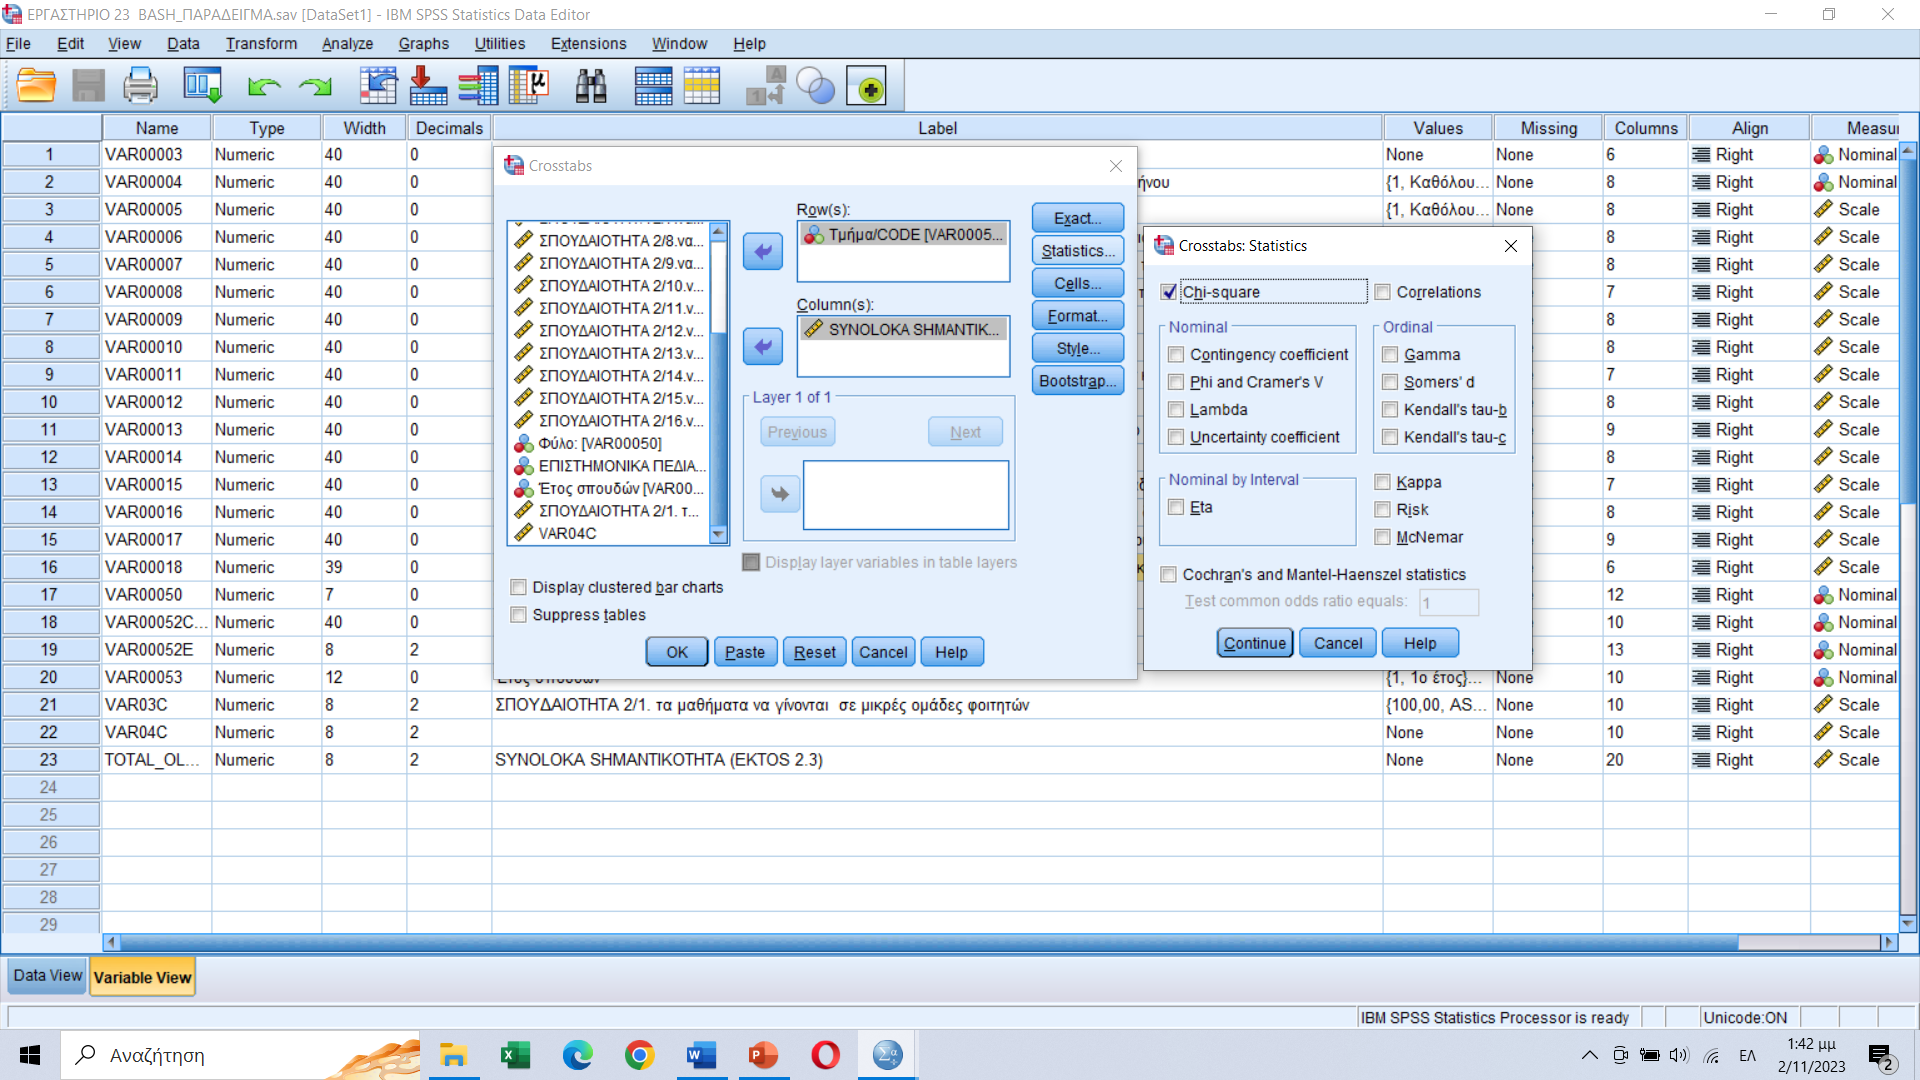 ΕΡΓΑΣΤΗΡΙΟ 23 BASH_ΠΑΡΑΔΕΙΓΜΑ.sav [DataSet1] - IBM SPSS Statistics Data Editor
File Edit View Data Transform Analyze Graphs Utilities Extensions Window Help
Name Type Width Decimals Label Values Missing Columns Align Measur
1 VAR00003 Numeric 40 0 None None 6 Right Nominal
2 VAR00004 Numeric 40 0 ήνου {1, Καθόλου... None 8 Right Nominal
3 VAR00005 Numeric 40 0 {1, Καθόλου... None 8 Right Scale
4 VAR00006 Numeric 40 0 8 Right Scale
5 VAR00007 Numeric 40 0 8 Right Scale
6 VAR00008 Numeric 40 0 7 Right Scale
7 VAR00009 Numeric 40 0 8 Right Scale
8 VAR00010 Numeric 40 0 8 Right Scale
9 VAR00011 Numeric 40 0 7 Right Scale
10 VAR00012 Numeric 40 0 8 Right Scale
11 VAR00013 Numeric 40 0 9 Right Scale
12 VAR00014 Numeric 40 0 8 Right Scale
13 VAR00015 Numeric 40 0 7 Right Scale
14 VAR00016 Numeric 40 0 8 Right Scale
15 VAR00017 Numeric 40 0 9 Right Scale
16 VAR00018 Numeric 39 0 6 Right Scale
17 VAR00050 Numeric 7 0 12 Right Nominal
18 VAR00052C... Numeric 40 0 10 Right Nominal
19 VAR00052E Numeric 8 2 13 Right Nominal
20 VAR00053 Numeric 12 0 Έτος σπουδών {1, 1ο έτος}... None 10 Right Nominal
21 VAR03C Numeric 8 2 ΣΠΟΥΔΑΙΟΤΗΤΑ 2/1. τα μαθήματα να γίνονται σε μικρές ομάδες φοιτητών {100,00, AS... None 10 Right Scale
22 VAR04C Numeric 8 2 None None 10 Right Scale
23 TOTAL_OL... Numeric 8 2 SYNOLOKA SHMANTIKOTHTA (EKTOS 2.3) None None 20 Right Scale
24
25
26
27
28
29
Crosstabs
ΣΠΟΥΔΑΙΟΤΗΤΑ 2/8.να...
ΣΠΟΥΔΑΙΟΤΗΤΑ 2/9.να...
ΣΠΟΥΔΑΙΟΤΗΤΑ 2/10.ν...
ΣΠΟΥΔΑΙΟΤΗΤΑ 2/11.ν...
ΣΠΟΥΔΑΙΟΤΗΤΑ 2/12.ν...
ΣΠΟΥΔΑΙΟΤΗΤΑ 2/13.ν...
ΣΠΟΥΔΑΙΟΤΗΤΑ 2/14.ν...
ΣΠΟΥΔΑΙΟΤΗΤΑ 2/15.ν...
ΣΠΟΥΔΑΙΟΤΗΤΑ 2/16.ν...
Φύλο: [VAR00050]
ΕΠΙΣΤΗΜΟΝΙΚΑ ΠΕΔΙΑ...
Έτος σπουδών [VAR00...
ΣΠΟΥΔΑΙΟΤΗΤΑ 2/1. τ...
VAR04C
Row(s):
Τμήμα/CODE [VAR0005...
Column(s):
SYNOLOKA SHMANTIK...
Layer 1 of 1
Previous Next
Display layer variables in table layers
Display clustered bar charts
Suppress tables
OK Paste Reset Cancel Help
Exact...
Statistics...
Cells...
Format...
Style...
Bootstrap...
Crosstabs: Statistics
Chi-square Correlations
Nominal
Contingency coefficient
Phi and Cramer's V
Lambda
Uncertainty coefficient
Ordinal
Gamma
Somers' d
Kendall's tau-b
Kendall's tau-c
Nominal by Interval
Eta
Kappa
Risk
McNemar
Cochran's and Mantel-Haenszel statistics
Test common odds ratio equals: 1
Continue Cancel Help
Data View Variable View
IBM SPSS Statistics Processor is ready Unicode:ON
Αναζήτηση
ΕΛ
1:42 μμ
2/11/2023
2